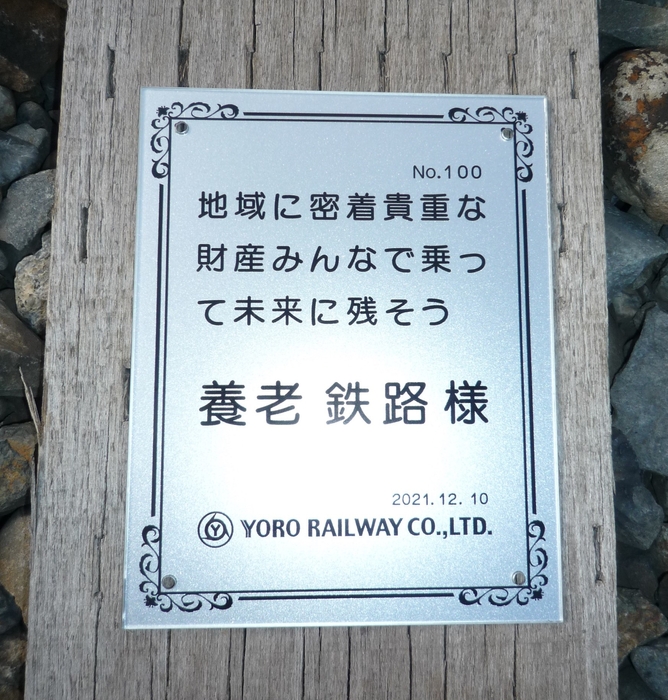 No.100
地域に密着貴重な
財産みんなで乗っ
て未来に残そう
養老 鉄路 様
2021.12.10
YORO RAILWAY CO.,LTD.